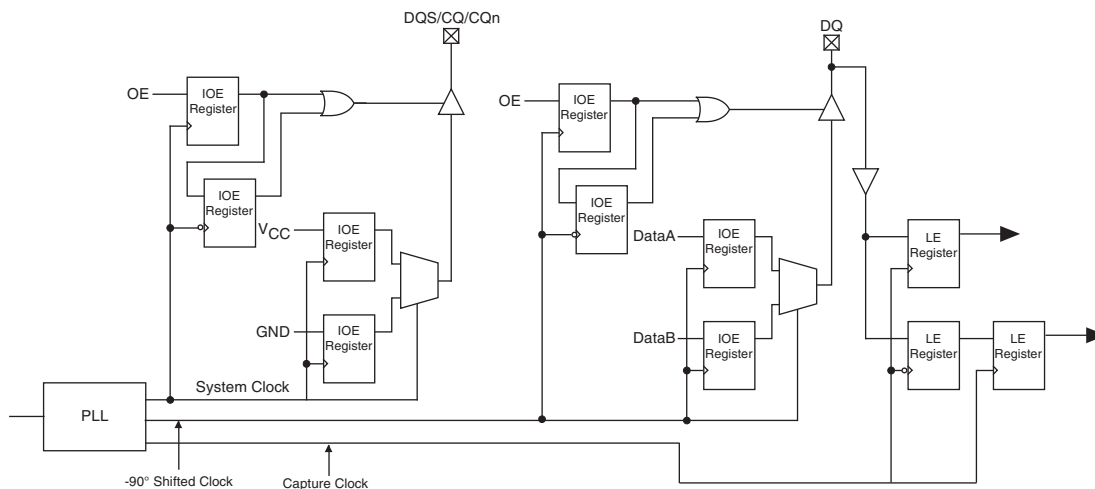 DQS/CQ/CQn
DQ
OE
IOE
Register
OE
IOE
Register
IOE
Register
IOE
Register
VCC
IOE
Register
DataA
IOE
Register
LE
Register
GND
IOE
Register
DataB
IOE
Register
LE
Register
LE
Register
System Clock
PLL
-90° Shifted Clock
Capture Clock